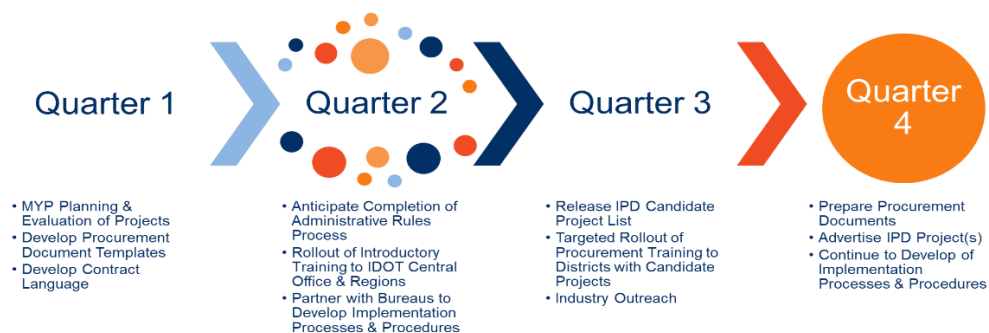 Quarter 1
• MYP Planning &
Evaluation of Projects
• Develop Procurement
Document Templates
• Develop Contract
Language
Quarter 2
• Anticipate Completion of
Administrative Rules
Process
• Rollout of Introductory
Training to IDOT Central
Office & Regions
• Partner with Bureaus to
Develop Implementation
Processes & Procedures
Quarter 3
• Release IPD Candidate
Project List
• Targeted Rollout of
Procurement Training to
Districts with Candidate
Projects
• Industry Outreach
Quarter
4
• Prepare Procurement
Documents
• Advertise IPD Project(s)
• Continue to Develop of
Implementation
Processes & Procedures